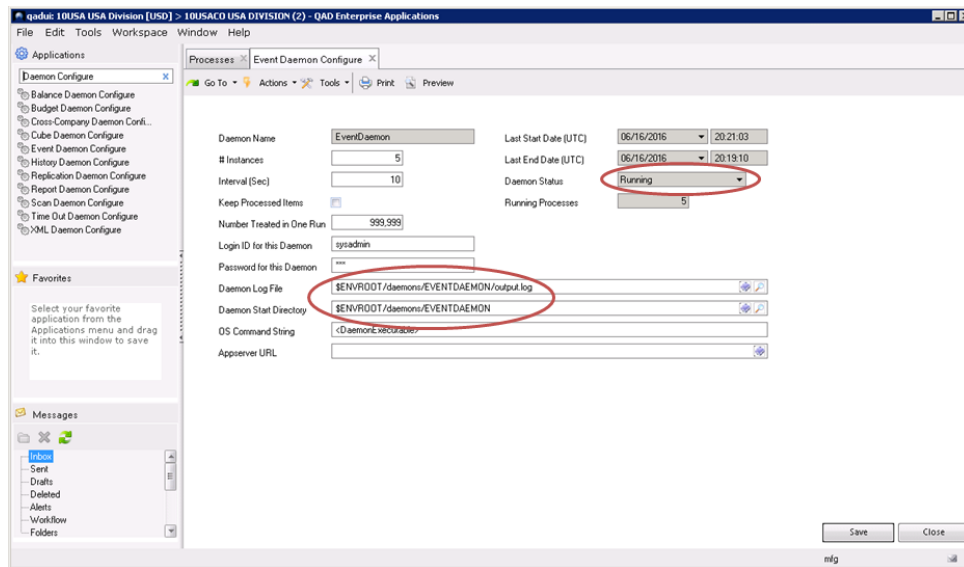 qadui: 10USA USA Division [USD] > 10USACO USA DIVISION (2) - QAD Enterprise Applications
File Edit Tools Workspace Window Help
Applications
Daemon Configure
Balance Daemon Configure
Budget Daemon Configure
Cross-Company Daemon Confi...
Cube Daemon Configure
Event Daemon Configure
History Daemon Configure
Replication Daemon Configure
Report Daemon Configure
Scan Daemon Configure
Time Out Daemon Configure
XML Daemon Configure
Favorites
Select your favorite
application from the
Applications menu and drag
it into this window to save
it.
Messages
Inbox
Sent
Drafts
Deleted
Alerts
Workflow
Folders
Processes Event Daemon Configure
Go To Actions Tools Print Preview
Daemon Name EventDaemon Last Start Date (UTC) 06/16/2016 20:21:03
# Instances 5 Last End Date (UTC) 06/16/2016 20:19:10
Interval (Sec) 10 Daemon Status Running
Keep Processed Items Running Processes 5
Number Treated in One Run 999,999
Login ID for this Daemon sysadmin
Password for this Daemon ***
Daemon Log File $ENVROOT/daemons/EVENTDAEMON/output.log
Daemon Start Directory $ENVROOT/daemons/EVENTDAEMON
OS Command String <DaemonExecutable>
Appserver URL
Save Close
mfg